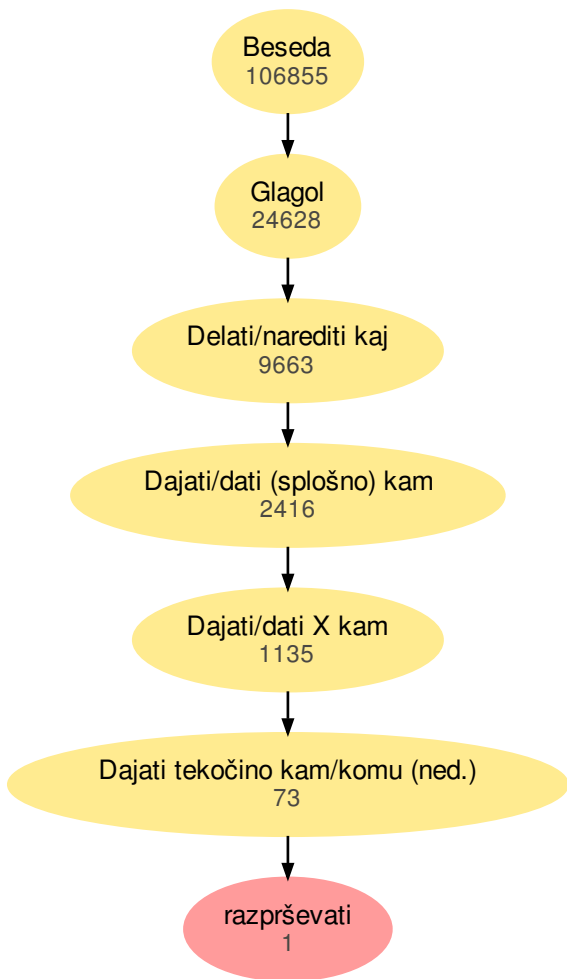 Beseda
106855
Glagol
24628
Delati/narediti kaj
9663
Dajati/dati (splošno) kam
2416
Dajati/dati X kam
1135
Dajati tekočino kam/komu (ned.)
73
razprševati
1